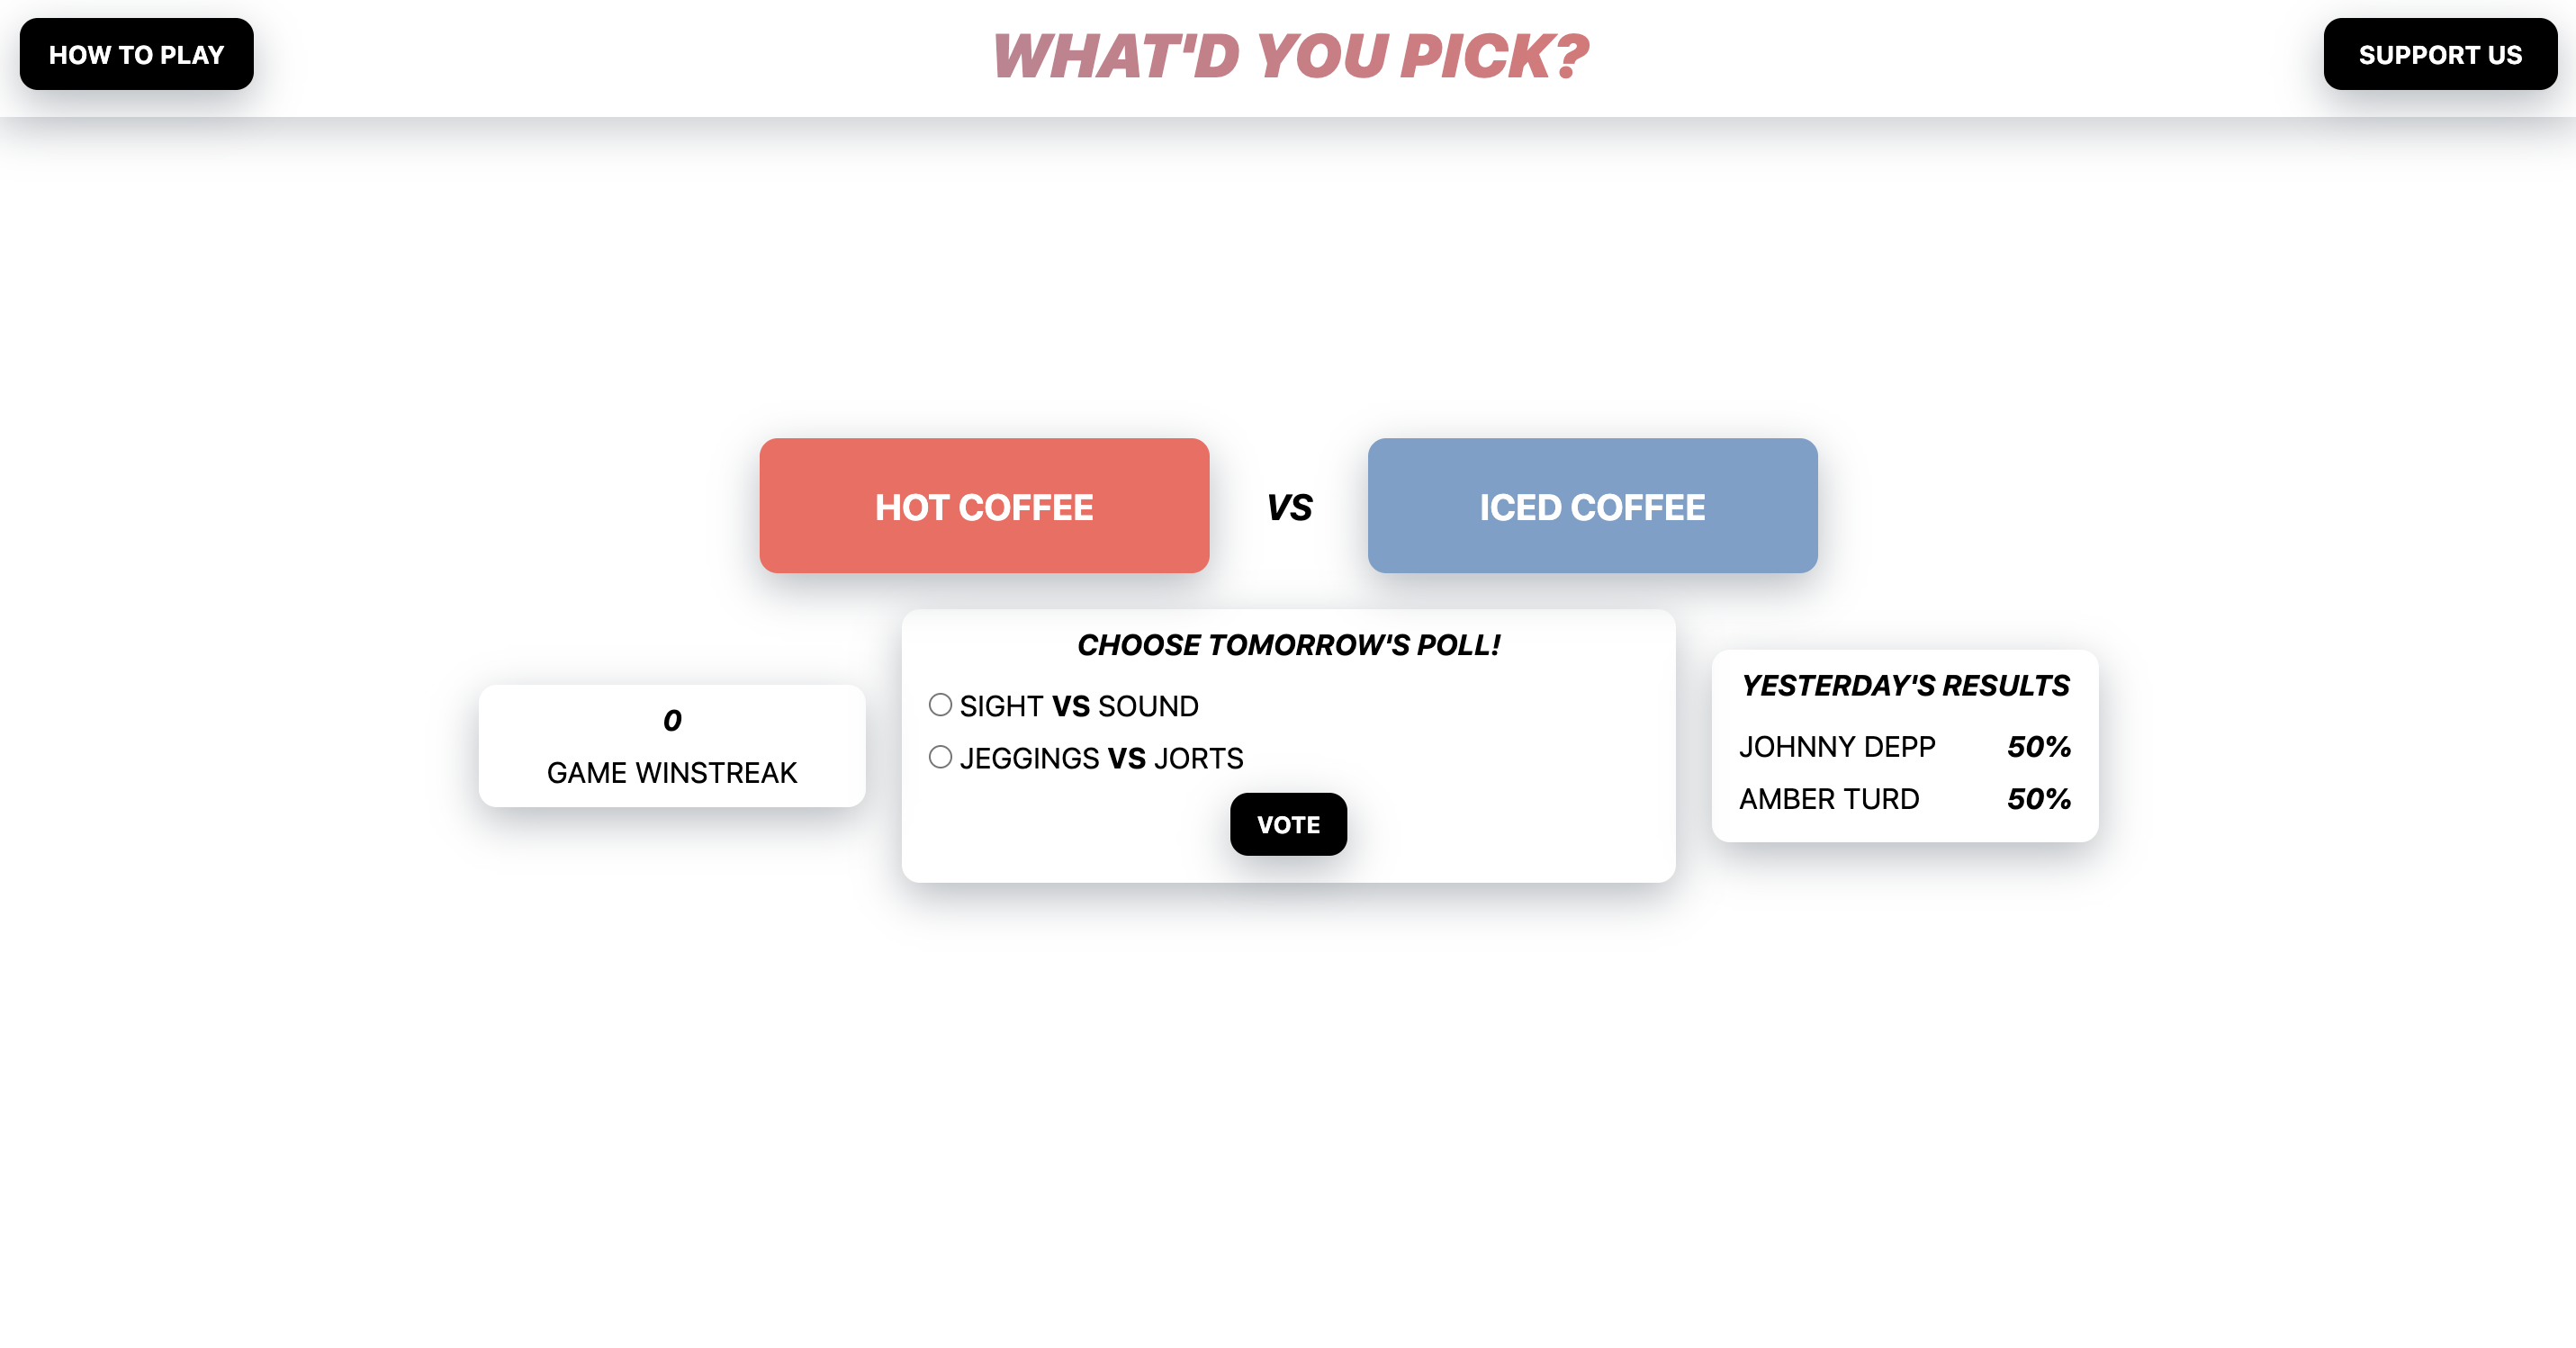 HOW TO PLAY
WHAT'D YOU PICK?
SUPPORT US
HOT COFFEE
VS
ICED COFFEE
0
GAME WINSTREAK
CHOOSE TOMORROW'S POLL!
SIGHT VS SOUND
JEGGINGS VS JORTS
VOTE
YESTERDAY'S RESULTS
JOHNNY DEPP 50%
AMBER TURD 50%